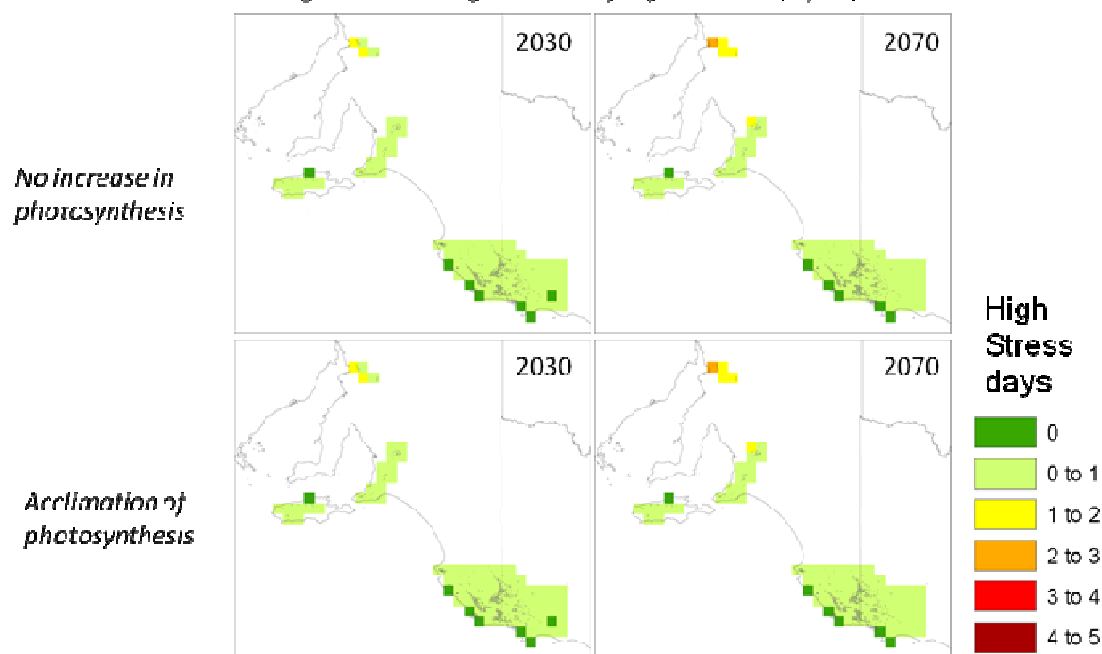 2030
2070
No increase in
photosynthesis
2030
2070
Acclimation of
photosynthesis
High
Stress
days
0
0 to 1
1 to 2
2 to 3
3 to 4
4 to 5